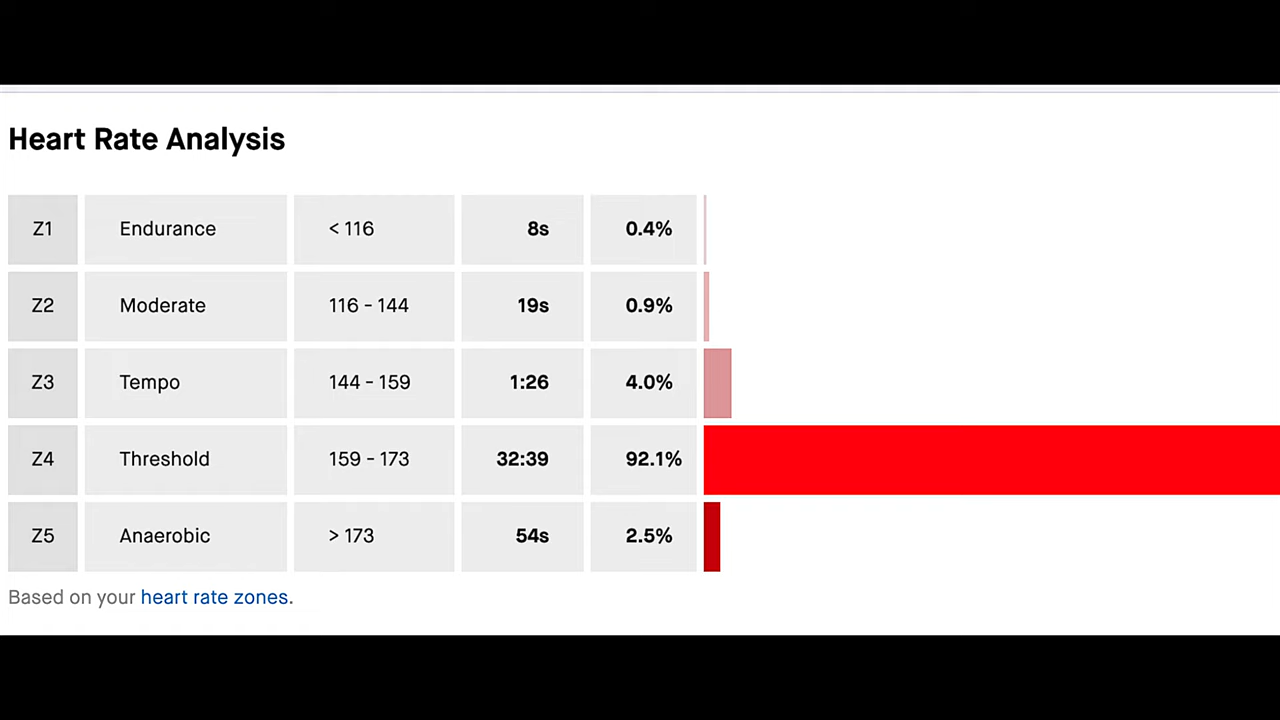 Heart Rate Analysis
Z1 Endurance < 116 8s 0.4%
Z2 Moderate 116 - 144 19s 0.9%
Z3 Tempo 144 - 159 1:26 4.0%
Z4 Threshold 159 - 173 32:39 92.1%
Z5 Anaerobic > 173 54s 2.5%
Based on your heart rate zones.